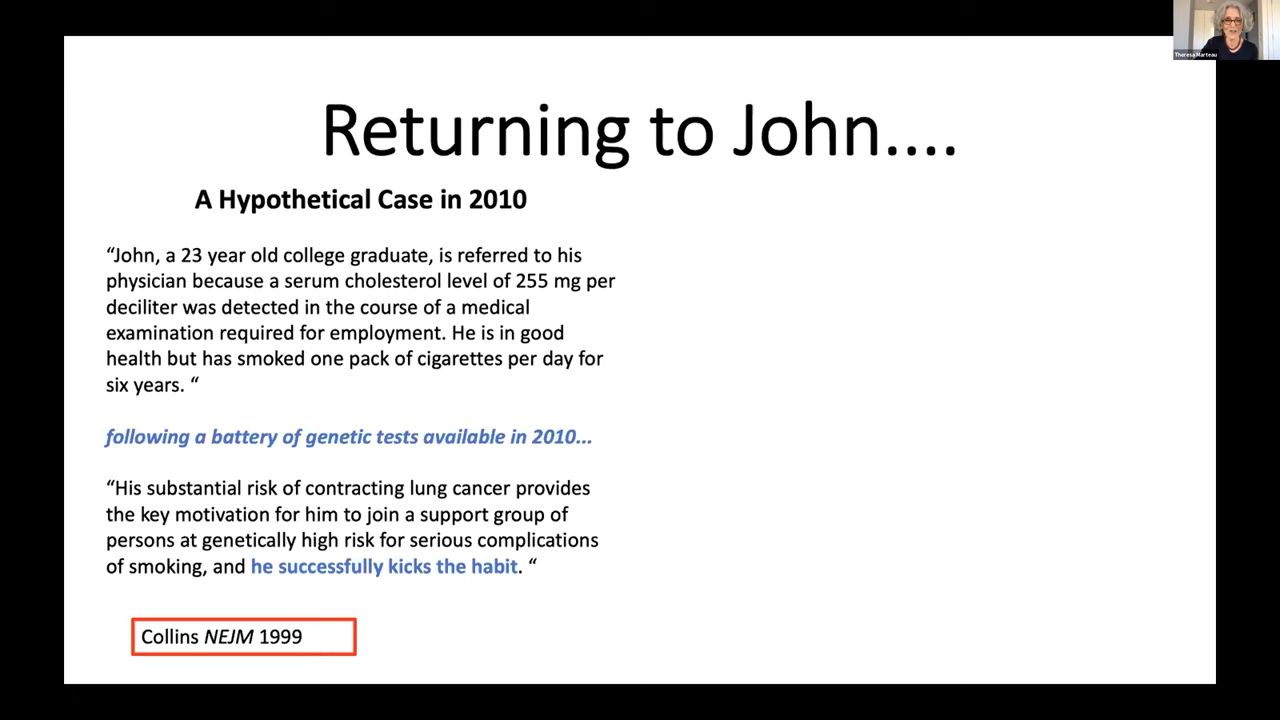 Theresa Marteau
Returning to John....
A Hypothetical Case in 2010
“John, a 23 year old college graduate, is referred to his
physician because a serum cholesterol level of 255 mg per
deciliter was detected in the course of a medical
examination required for employment. He is in good
health but has smoked one pack of cigarettes per day for
six years. “
following a battery of genetic tests available in 2010...
“His substantial risk of contracting lung cancer provides
the key motivation for him to join a support group of
persons at genetically high risk for serious complications
of smoking, and he successfully kicks the habit. “
Collins NEJM 1999